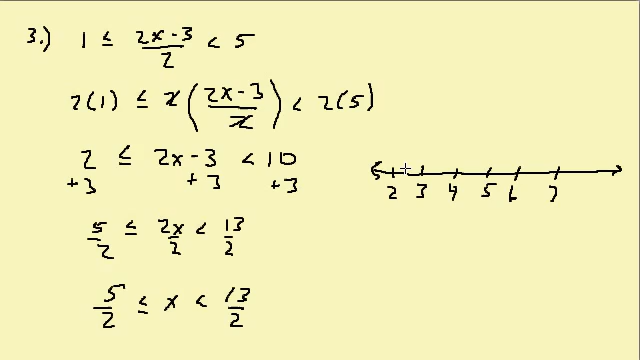 3.) 1 ≤ (2x-3)/2 < 5
2(1) ≤ 2((2x-3)/2) < 2(5)
2 ≤ 2x-3 < 10
+3 +3 +3
5/2 ≤ 2x/2 < 13/2
5/2 ≤ x < 13/2
2 3 4 5 6 7